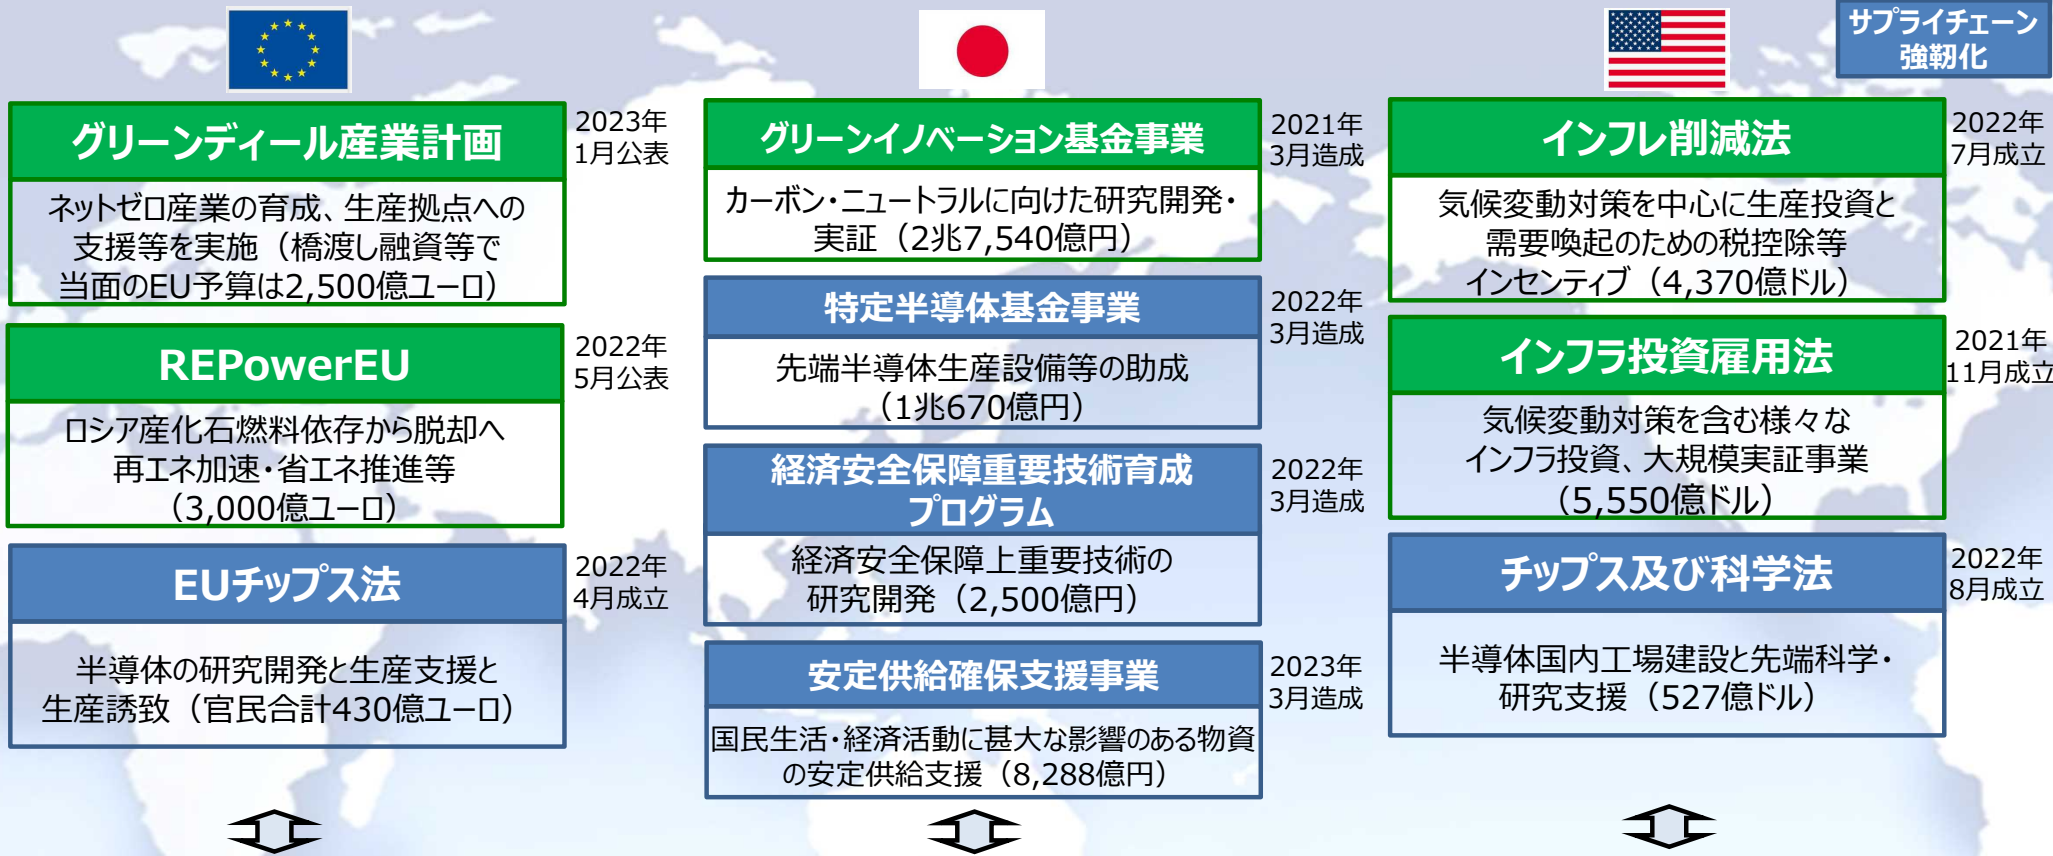 サプライチェーン
強靭化
グリーンディール産業計画
2023年
1月公表
ネットゼロ産業の育成、生産拠点への
支援等を実施（橋渡し融資等で
当面のEU予算は2,500億ユーロ）
REPowerEU
2022年
5月公表
ロシア産化石燃料依存から脱却へ
再エネ加速・省エネ推進等
（3,000億ユーロ）
EUチップス法
2022年
4月成立
半導体の研究開発と生産支援と
生産誘致（官民合計430億ユーロ）
グリーンイノベーション基金事業
2021年
3月造成
カーボン・ニュートラルに向けた研究開発・
実証（2兆7,540億円）
特定半導体基金事業
2022年
3月造成
先端半導体生産設備等の助成
（1兆670億円）
経済安全保障重要技術育成
プログラム
2022年
3月造成
経済安全保障上重要技術の
研究開発（2,500億円）
安定供給確保支援事業
2023年
3月造成
国民生活・経済活動に甚大な影響のある物資
の安定供給支援（8,288億円）
インフレ削減法
2022年
7月成立
気候変動対策を中心に生産投資と
需要喚起のための税控除等
インセンティブ（4,370億ドル）
インフラ投資雇用法
2021年
11月成立
気候変動対策を含む様々な
インフラ投資、大規模実証事業
（5,550億ドル）
チップス及び科学法
2022年
8月成立
半導体国内工場建設と先端科学・
研究支援（527億ドル）